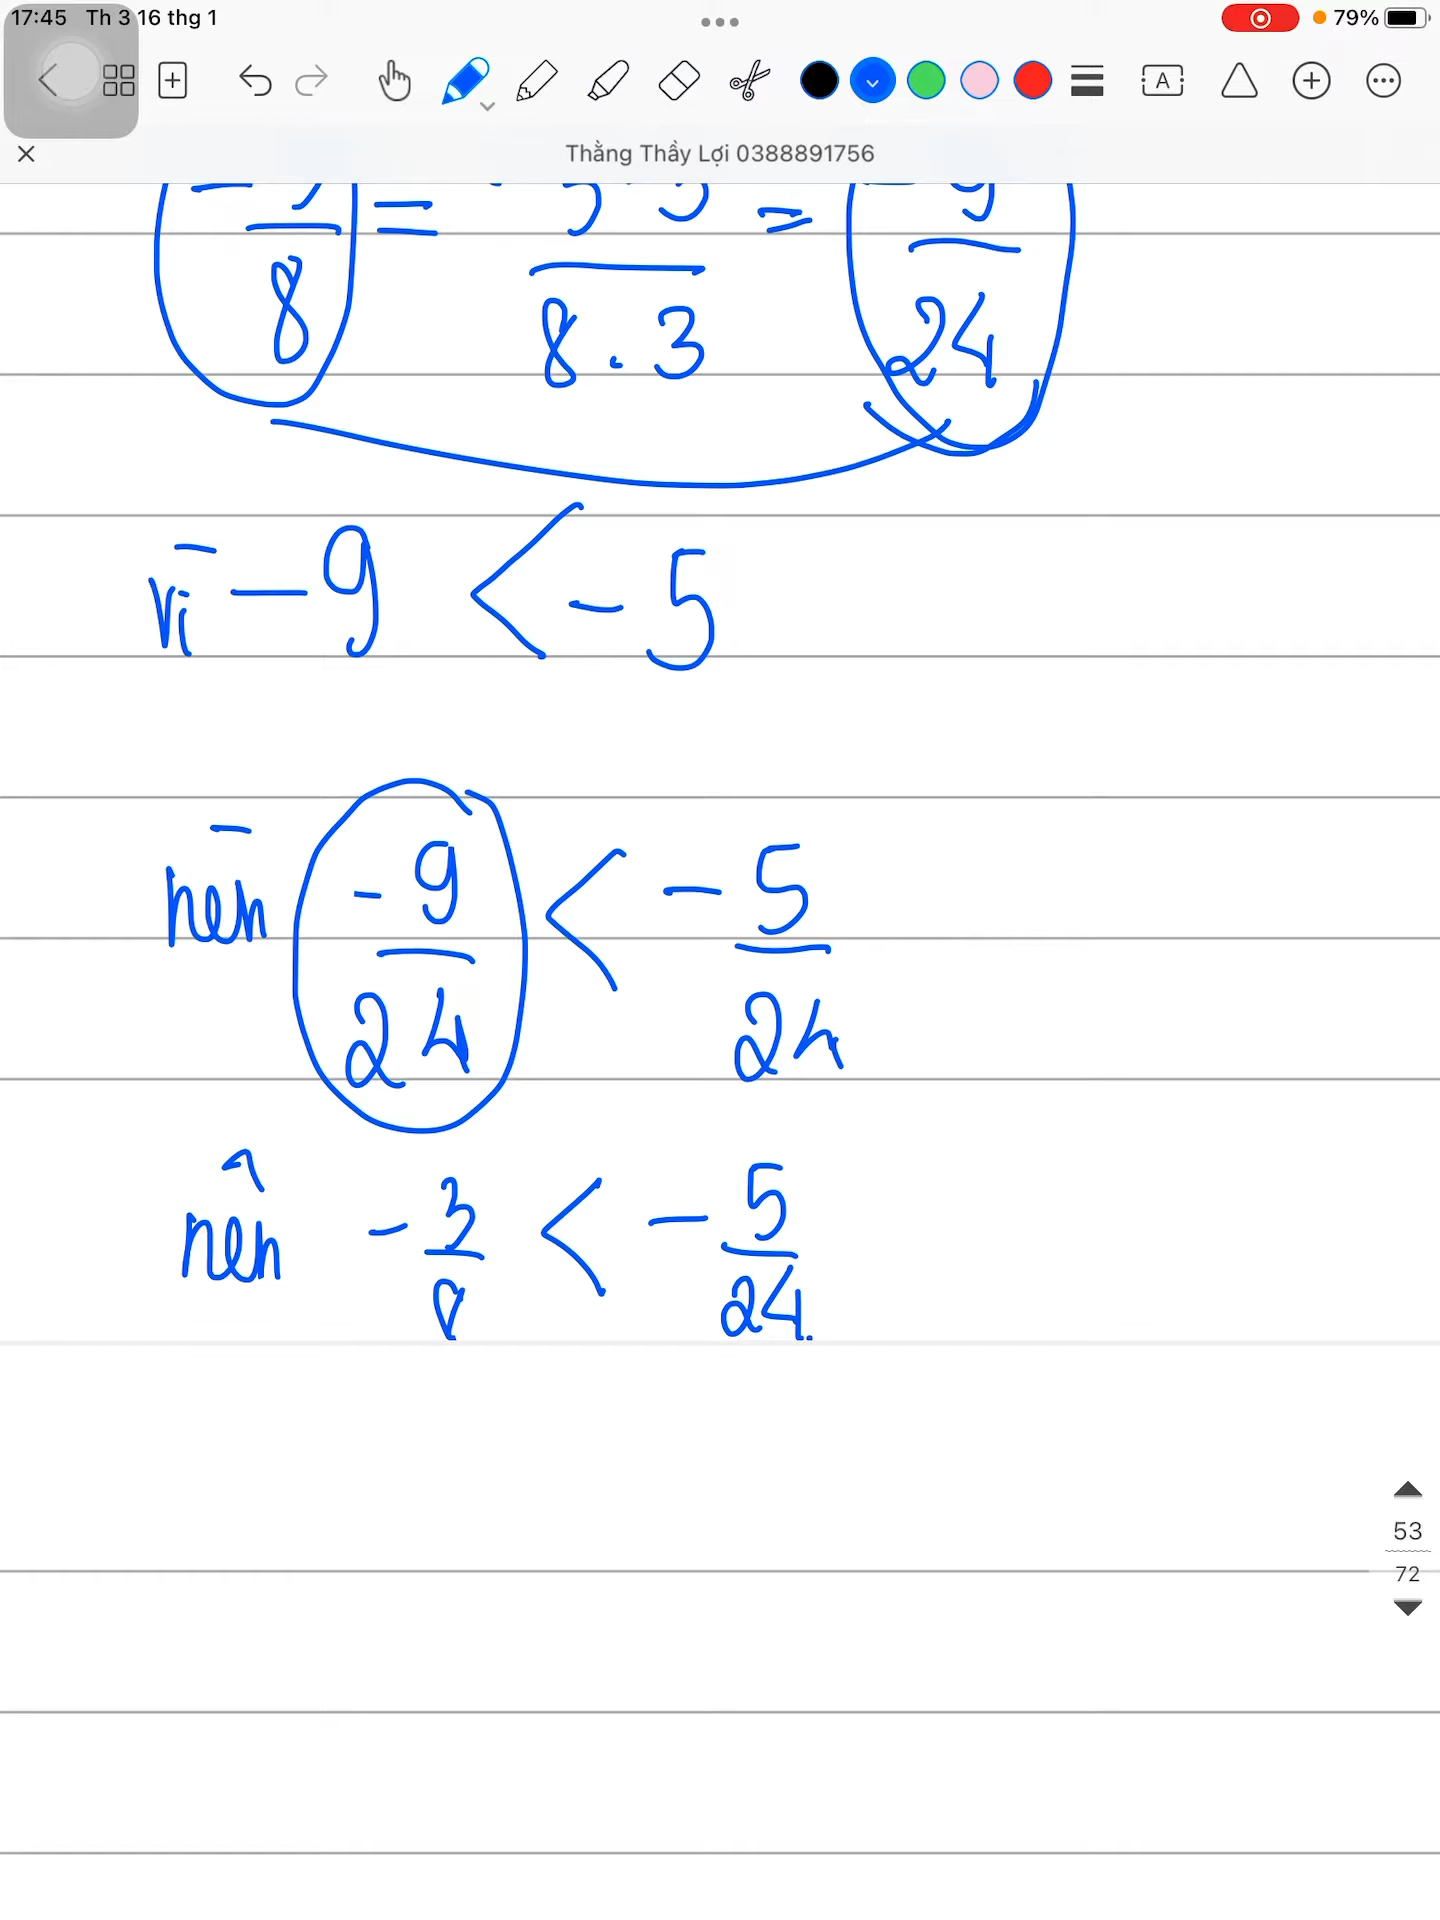 17:45 Th 3 16 thg 1
79%
A
Thằng Thầy Lợi 0388891756
8 = 8 . 3 = 24
vì -9 < -5
nen -9/24 < -5/24
nên -3/8 < -5/24.
53
72